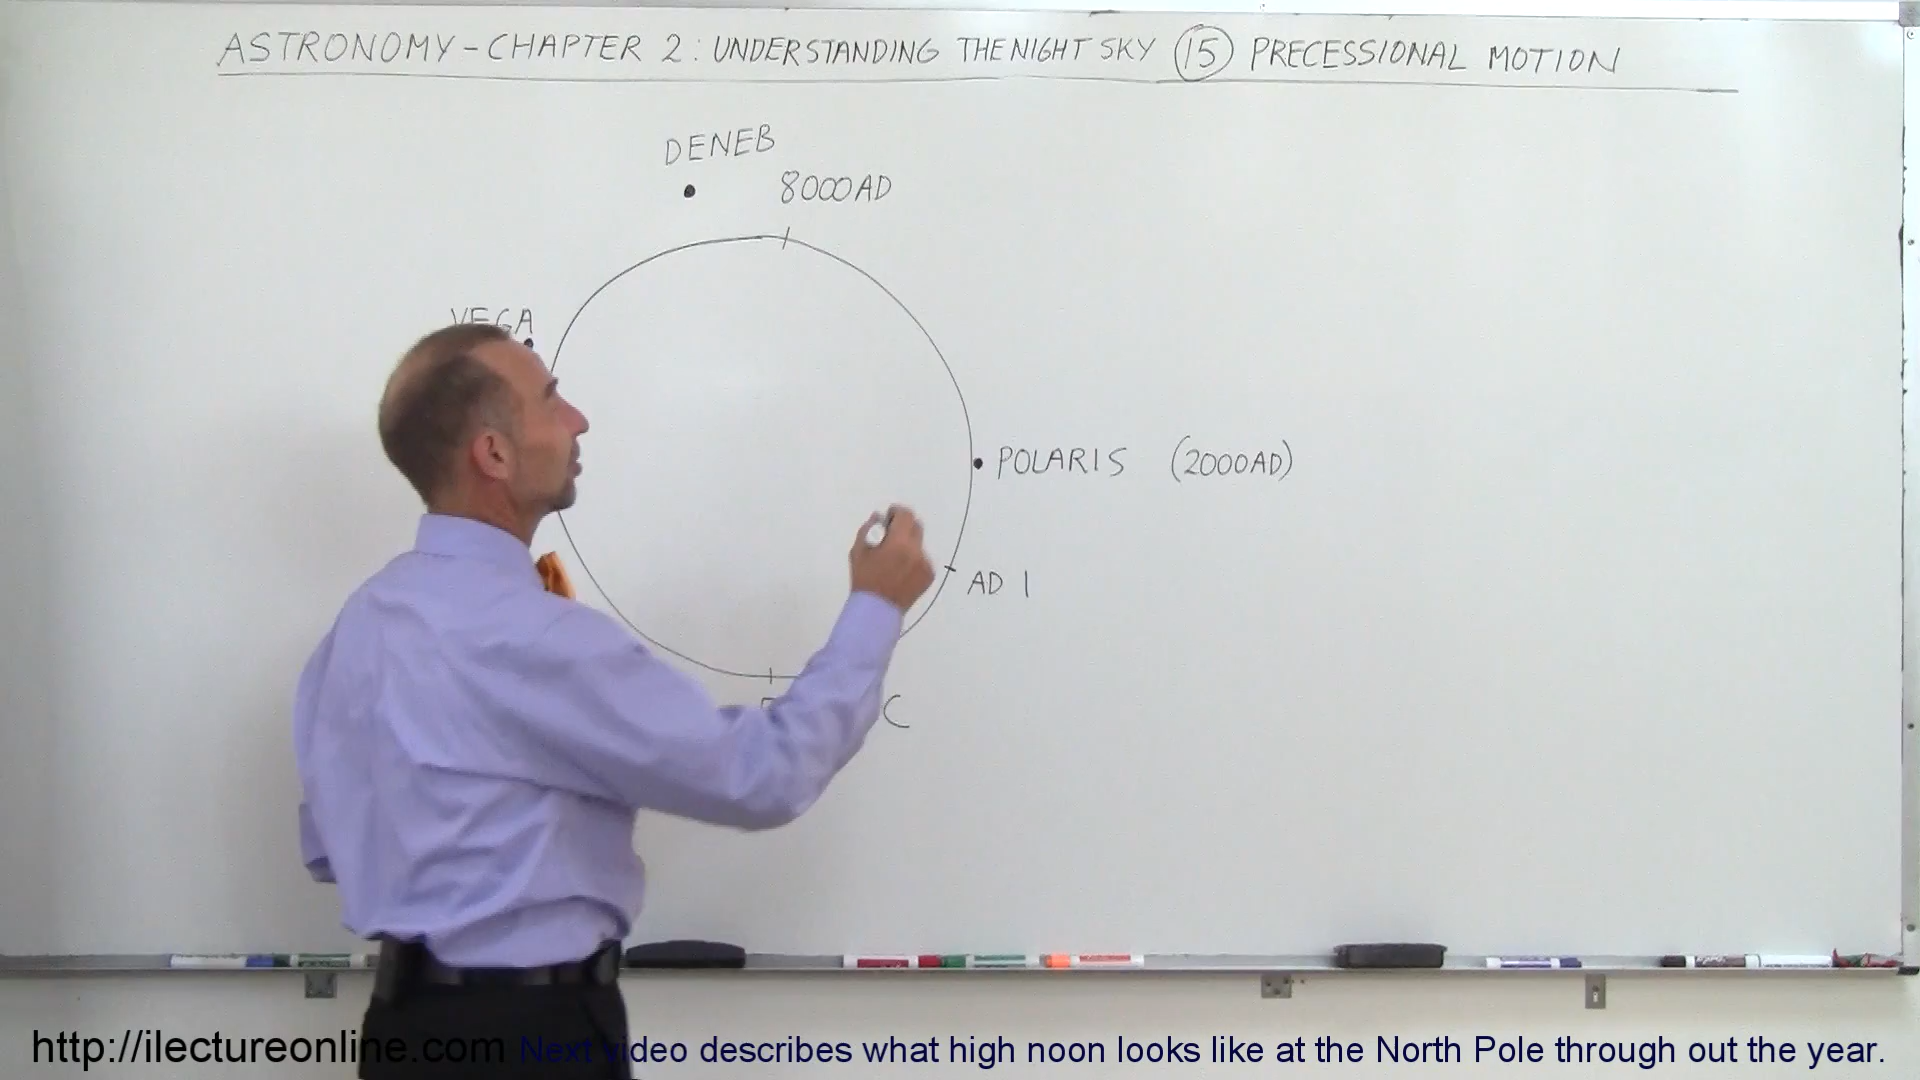 ASTRONOMY - CHAPTER 2: UNDERSTANDING THE NIGHT SKY 15 PRECESSIONAL MOTION
DENEB
8000AD
VEGA
POLARIS (2000AD)
AD 1
C
http://ilectureonline.com Next video describes what high noon looks like at the North Pole through out the year.